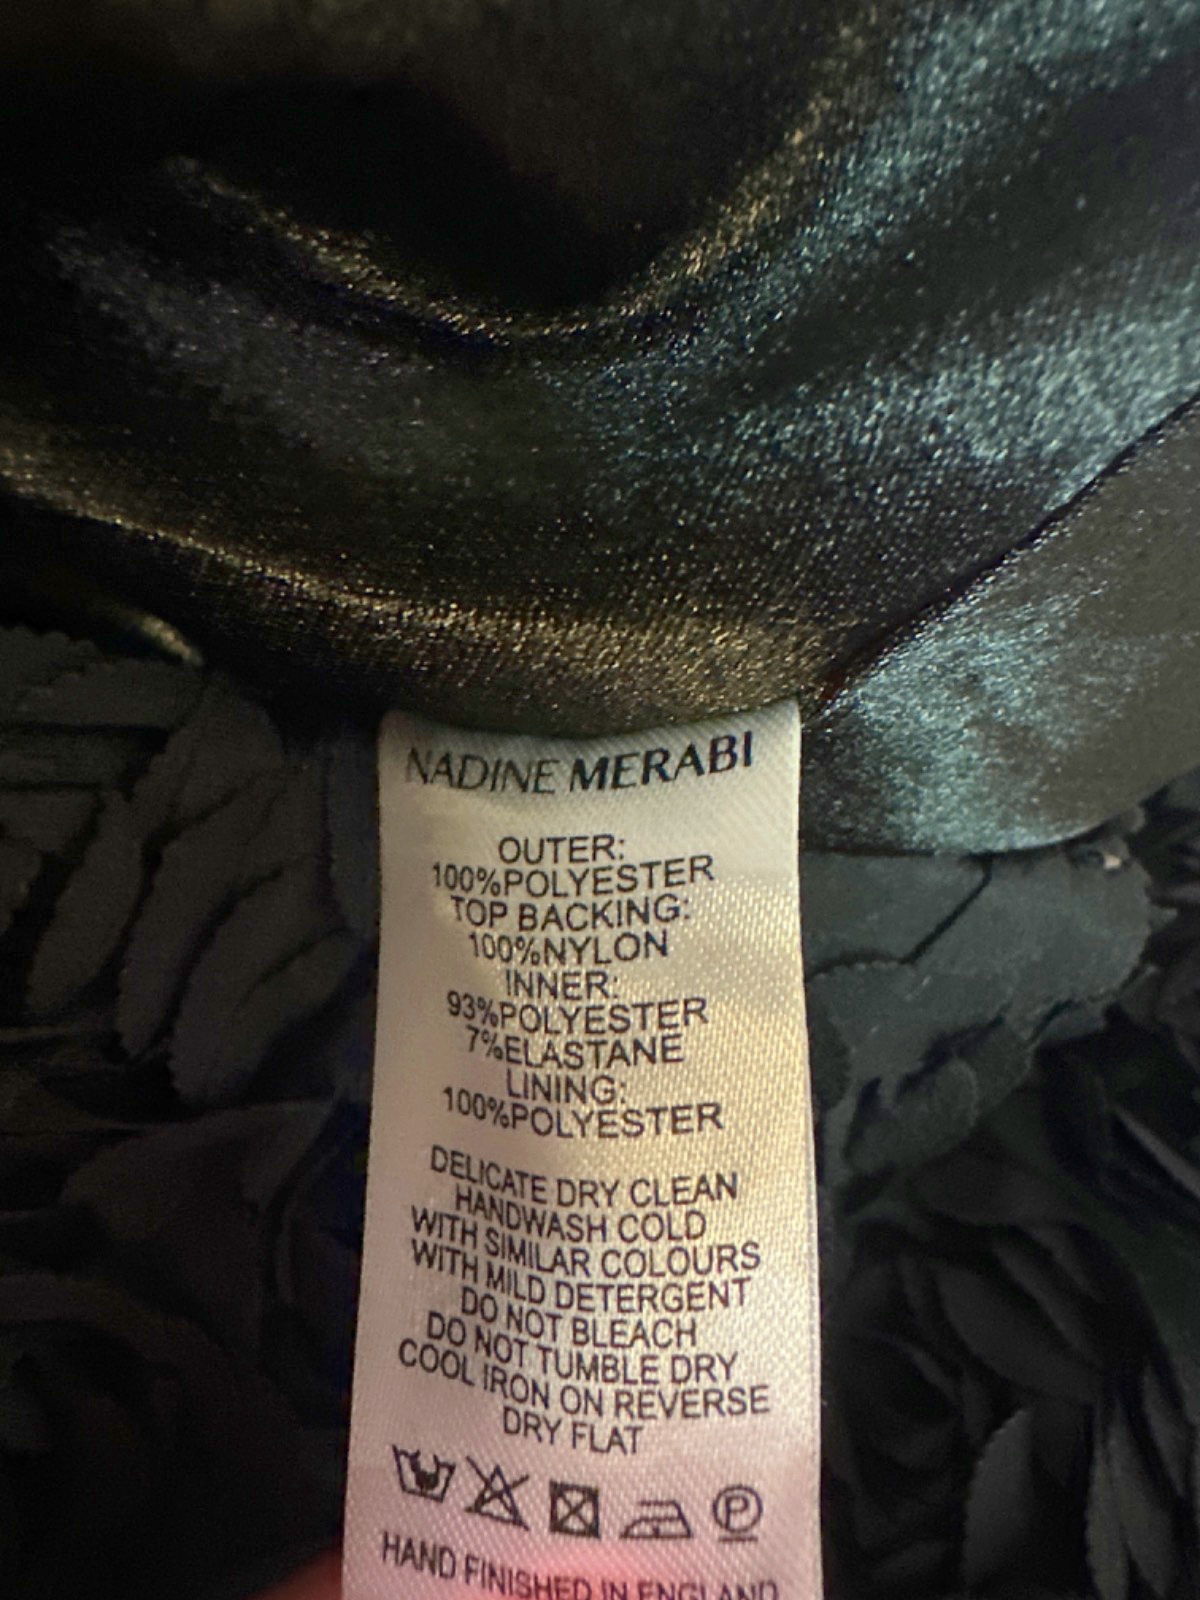 NADINE MERABI
OUTER:
100%POLYESTER
TOP BACKING:
100%NYLON
INNER:
93%POLYESTER
7%ELASTANE
LINING:
100%POLYESTER
DELICATE DRY CLEAN
HANDWASH COLD
WITH SIMILAR COLOURS
WITH MILD DETERGENT
DO NOT BLEACH
DO NOT TUMBLE DRY
COOL IRON ON REVERSE
DRY FLAT
P
HAND FINISHED IN ENGLAND